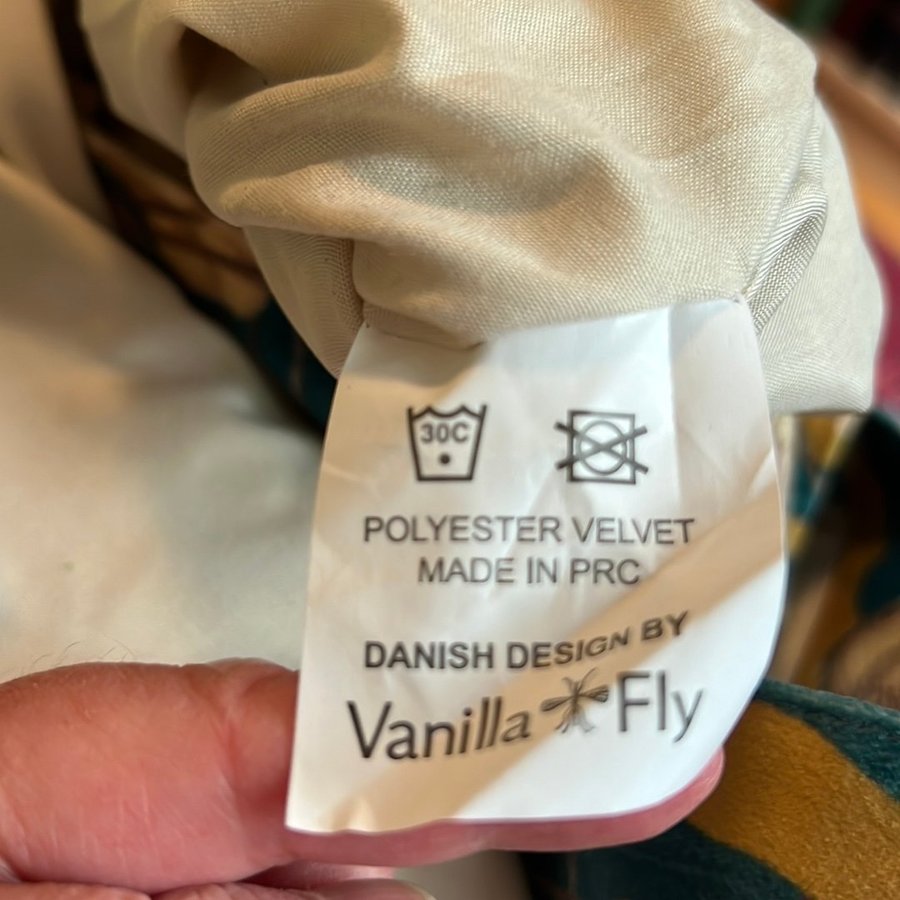 30C
POLYESTER VELVET
MADE IN PRC
DANISH DESIGN BY
Vanilla Fly